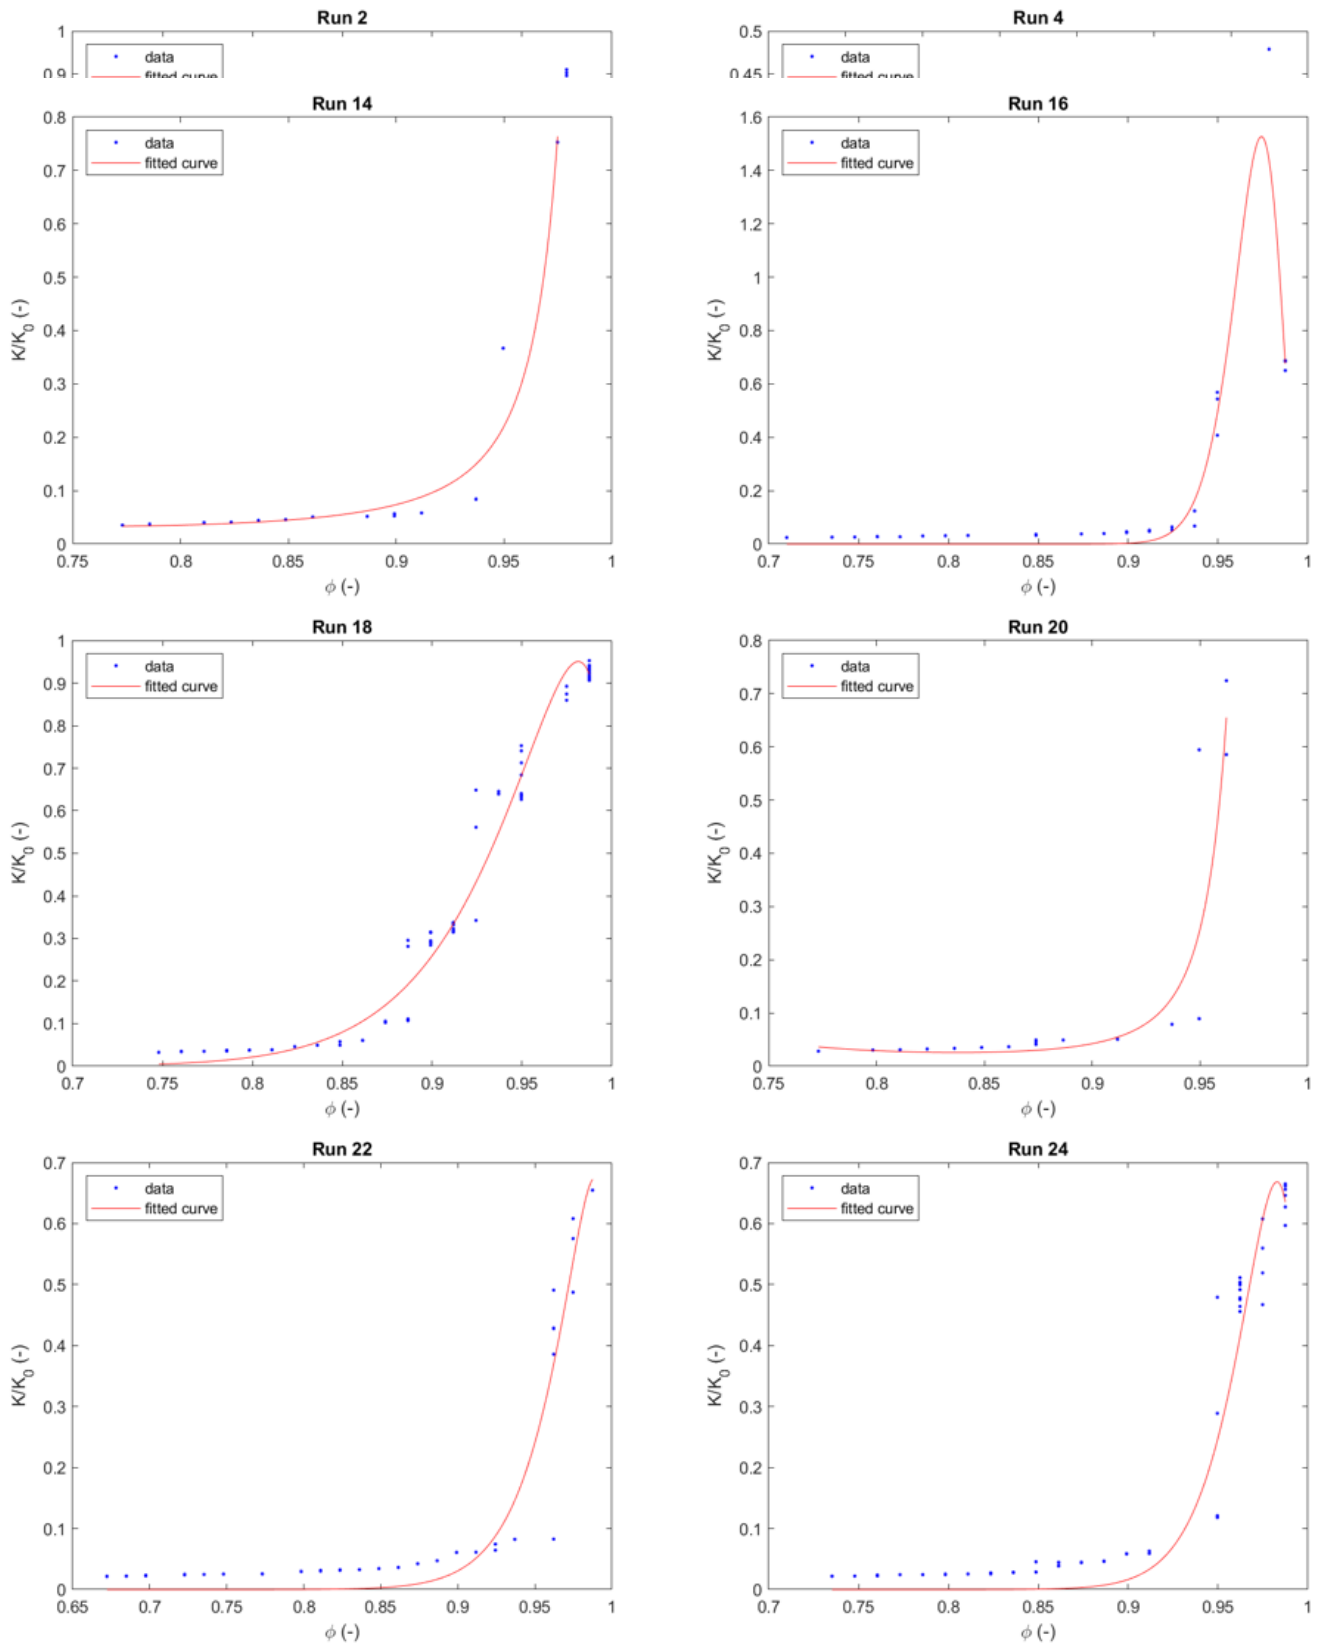 Run 2
1
0.9
data
fitted curve
Run 4
0.5
0.45
data
fitted curve
Run 14
0.8
0.7
0.6
0.5
0.4
0.3
0.2
0.1
0
K/K0 (-)
data
fitted curve
0.75 0.8 0.85 0.9 0.95 1
ϕ (-)
Run 16
1.6
1.4
1.2
1
0.8
0.6
0.4
0.2
0
K/K0 (-)
data
fitted curve
0.7 0.75 0.8 0.85 0.9 0.95 1
ϕ (-)
Run 18
1
0.9
0.8
0.7
0.6
0.5
0.4
0.3
0.2
0.1
0
K/K0 (-)
data
fitted curve
0.7 0.75 0.8 0.85 0.9 0.95 1
ϕ (-)
Run 20
0.8
0.7
0.6
0.5
0.4
0.3
0.2
0.1
0
K/K0 (-)
data
fitted curve
0.75 0.8 0.85 0.9 0.95 1
ϕ (-)
Run 22
0.7
0.6
0.5
0.4
0.3
0.2
0.1
0
K/K0 (-)
data
fitted curve
0.65 0.7 0.75 0.8 0.85 0.9 0.95 1
ϕ (-)
Run 24
0.7
0.6
0.5
0.4
0.3
0.2
0.1
0
K/K0 (-)
data
fitted curve
0.7 0.75 0.8 0.85 0.9 0.95 1
ϕ (-)